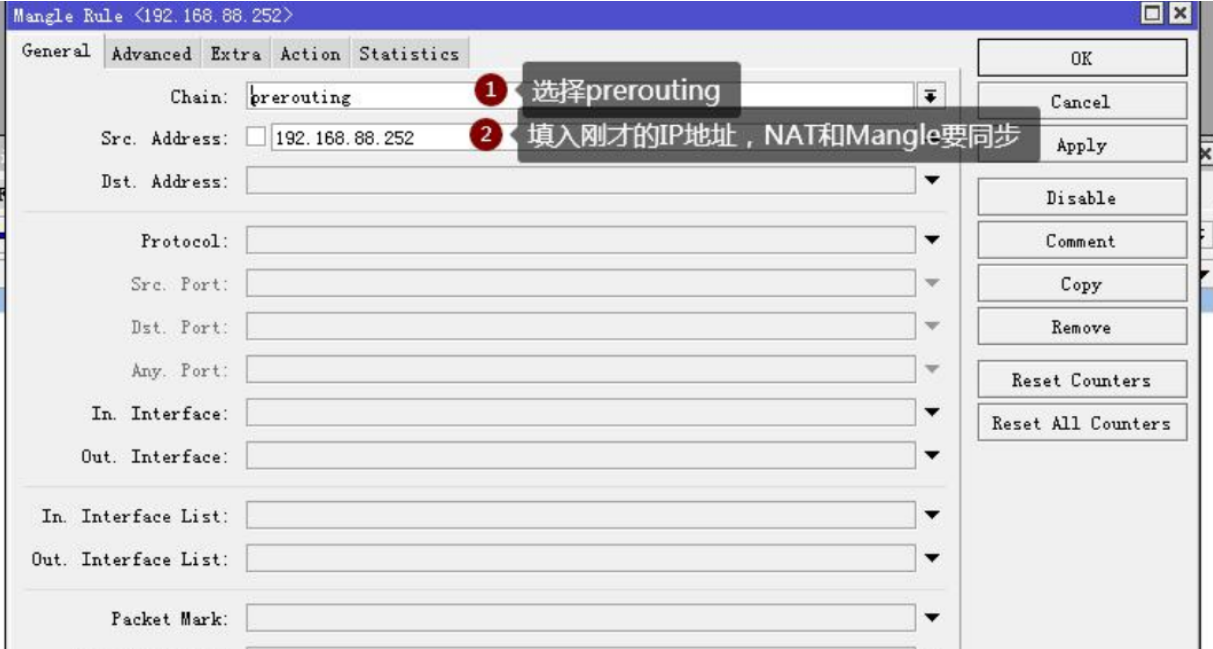 Mangle Rule <192.168.88.252>
General Advanced Extra Action Statistics
OK
Chain: prerouting
1 选择prerouting
Cancel
Src. Address: 192.168.88.252
2 填入刚才的IP地址，NAT和Mangle要同步
Apply
Dst. Address:
Disable
Protocol:
Comment
Src. Port:
Copy
Dst. Port:
Remove
Any. Port:
Reset Counters
In. Interface:
Reset All Counters
Out. Interface:
In. Interface List:
Out. Interface List:
Packet Mark: